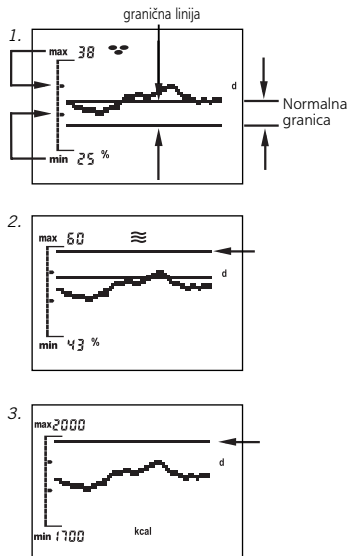 granična linija
1.
max 38
d
Normalna
granica
min 25 %
2.
max 60
d
min 43 %
3.
max 2000
d
min 1700 kcal